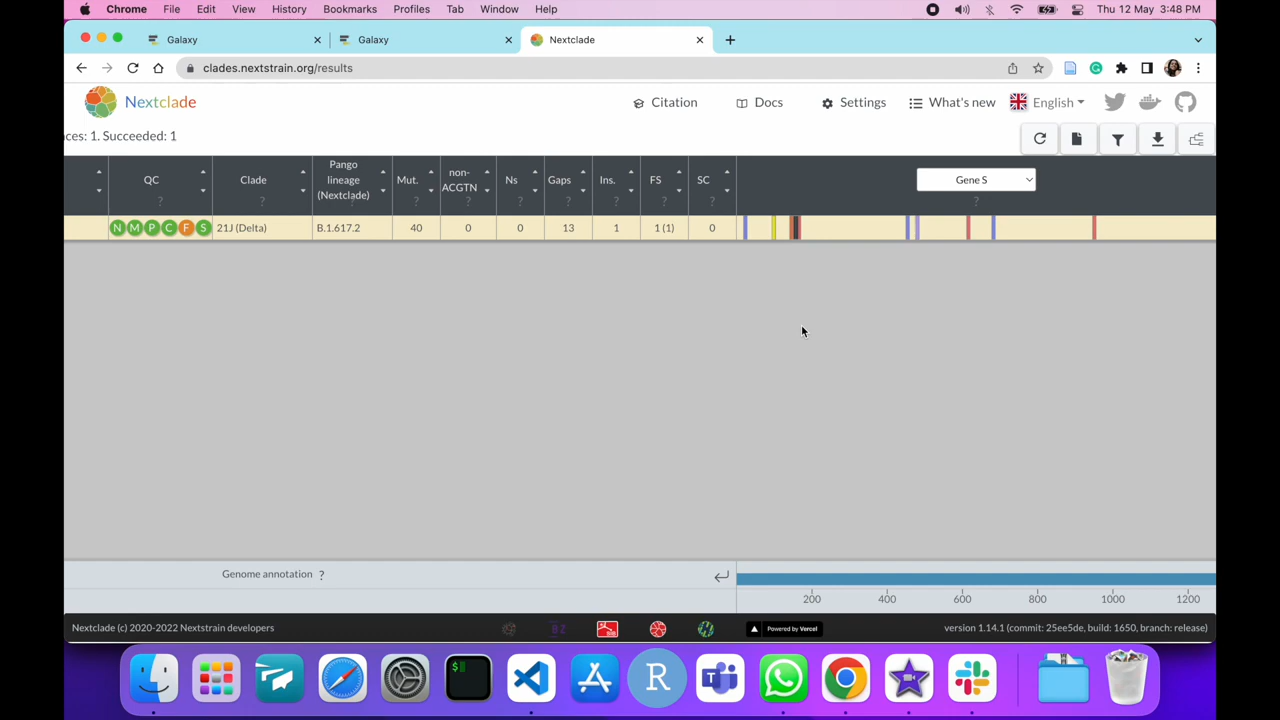 Chrome File Edit View History Bookmarks Profiles Tab Window Help Thu 12 May 3:48 PM
Galaxy Galaxy Nextclade
clades.nextstrain.org/results
Nextclade Citation Docs Settings What's new English
ces: 1. Succeeded: 1
QC Clade Pango lineage (Nextclade) Mut. non-ACGTN Ns Gaps Ins. FS SC Gene S
? ? ? ? ? ? ? ? ? ? ?
N M P C F S 21J (Delta) B.1.617.2 40 0 0 13 1 1 (1) 0
Genome annotation ?
200 400 600 800 1000 1200
Nextclade (c) 2020-2022 Nextstrain developers BZ SIB Powered by Vercel version 1.14.1 (commit: 25ee5de, build: 1650, branch: release)
$ R T